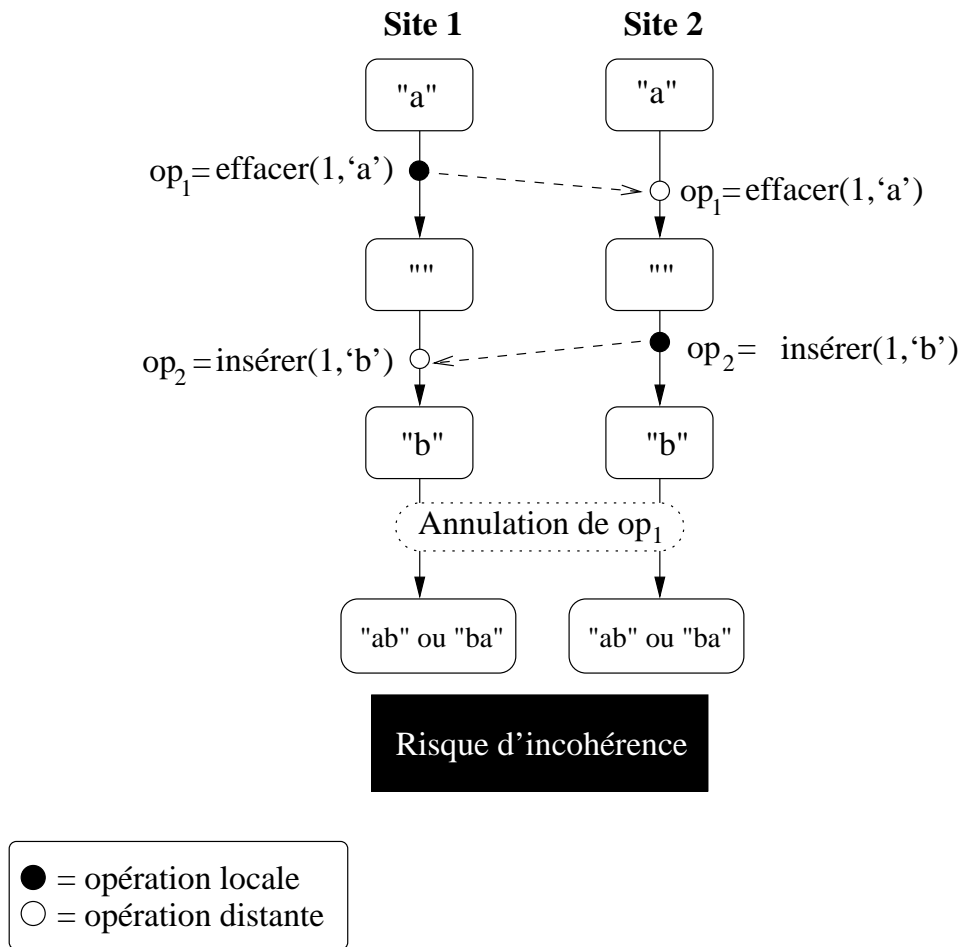 Site 1 Site 2
"a" "a"
op1= effacer(1,‘a’)
op1= effacer(1,‘a’)
"" ""
op2= insérer(1,‘b’) op2= insérer(1,‘b’)
"b" "b"
Annulation de op1
"ab" ou "ba" "ab" ou "ba"
Risque d’incohérence
= opération locale
= opération distante